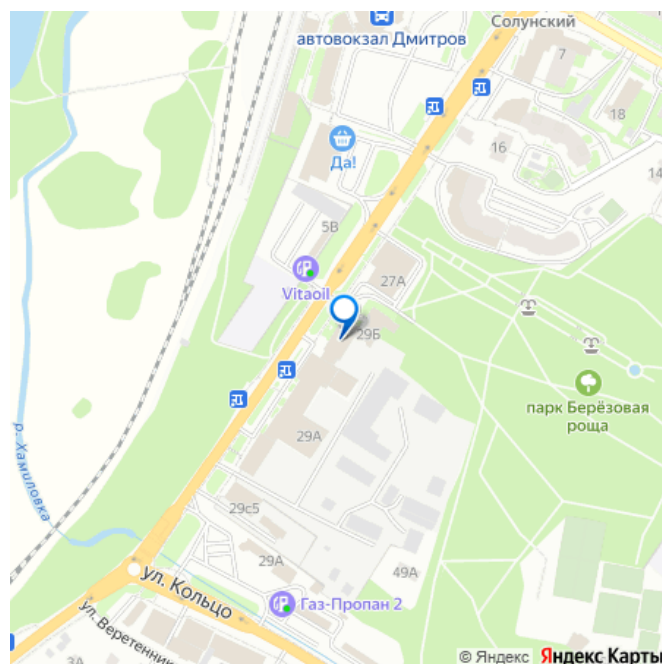 Солунский
автовокзал Дмитров
7
18
16
14
Да!
5В
27А
Vitaoil
29Б
парк Берёзовая
роща
р. Хамиловка
29А
29с5
29А
49А
ул. Кольцо
Газ-Пропан 2
ул. Веретенник
3А
© Яндекс Яндекс Карты